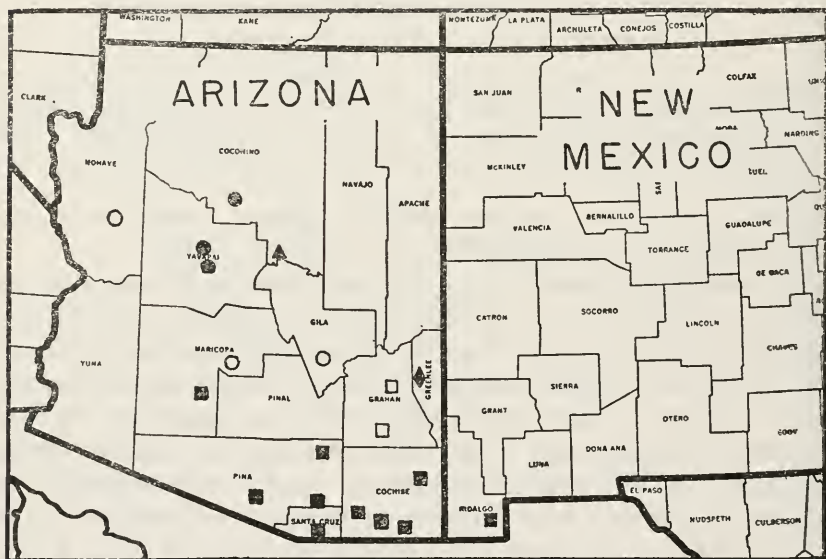 WASHINGTON KANE MONTEZUMA LA PLATA ARCHULETA CONEJOS COSTILLA
CLARK
ARIZONA
SAN JUAN
COLFAX
NEW
MEXICO
MOHAVE
COCONINO
NAVAJO
APACHE
MCKINLEY
MORA
HARDING
YAVAPAI
VALENCIA
BERNALILLO
TORRANCE
GUADALUPE
DE BACA
YUMA
MARICOPA
GILA
GREENLEE
CATRON
SOCORRO
LINCOLN
CHAVES
PINAL
GRAHAM
SIERRA
GRANT
OTERO
EDDY
LUNA
DONA ANA
PIMA
COCHISE
SANTA CRUZ
HIDALGO
EL PASO
HUDSPETH
CULBERSON